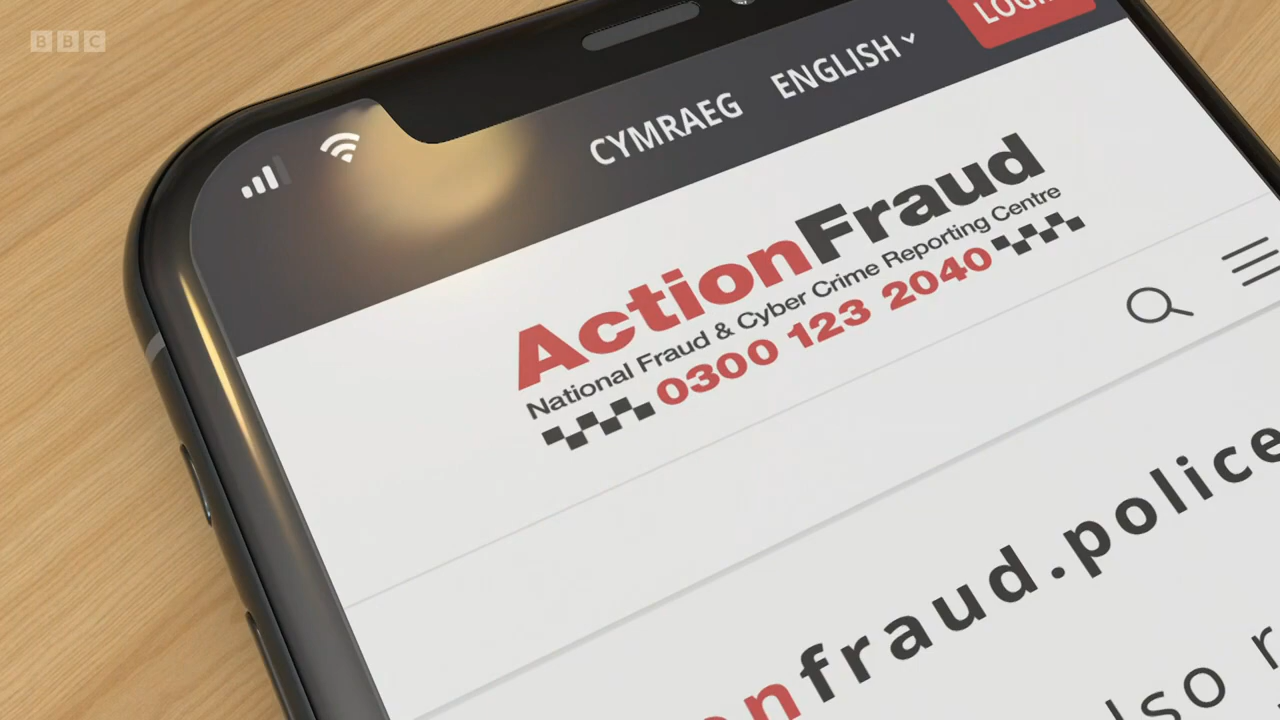 BBC
CYMRAEG ENGLISH
ActionFraud
National Fraud & Cyber Crime Reporting Centre
0300 123 2040
fraud.police